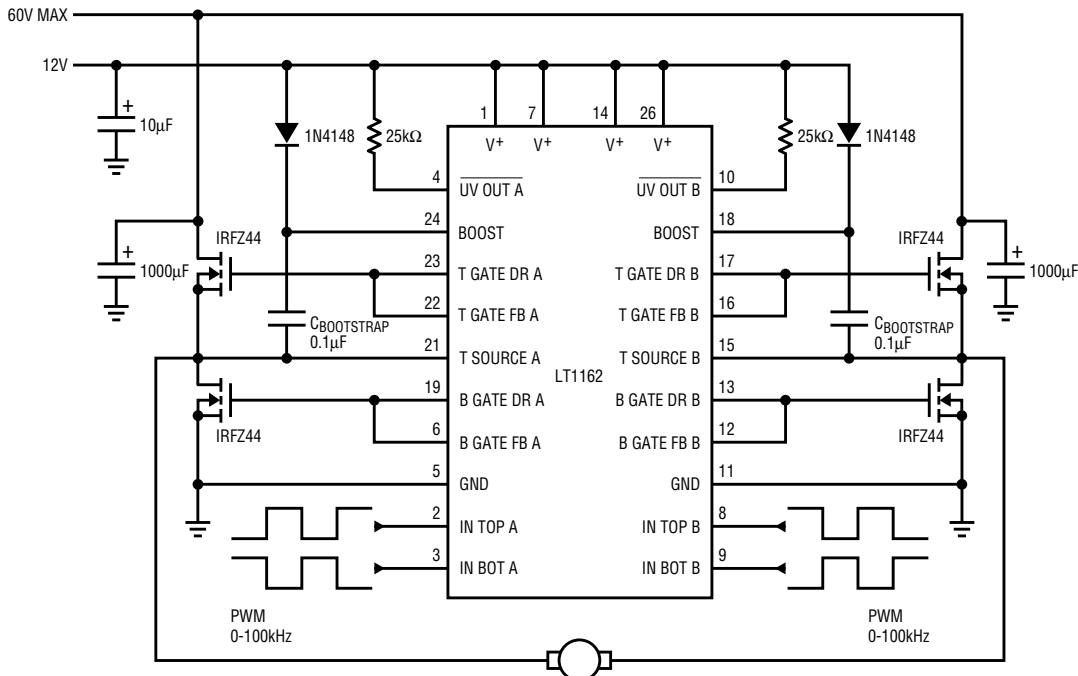 60V MAX
12V
+
10µF
1N4148
25kΩ
1
7
14
26
V+
V+
V+
V+
25kΩ
1N4148
4
UV OUT A
UV OUT B
10
24
BOOST
BOOST
18
IRFZ44
IRFZ44
+
1000µF
+
1000µF
23
T GATE DR A
T GATE DR B
17
22
T GATE FB A
T GATE FB B
16
CBOOTSTRAP
0.1µF
CBOOTSTRAP
0.1µF
21
T SOURCE A
T SOURCE B
15
LT1162
19
B GATE DR A
B GATE DR B
13
IRFZ44
IRFZ44
6
B GATE FB A
B GATE FB B
12
5
GND
GND
11
2
IN TOP A
IN TOP B
8
3
IN BOT A
IN BOT B
9
PWM
0-100kHz
PWM
0-100kHz